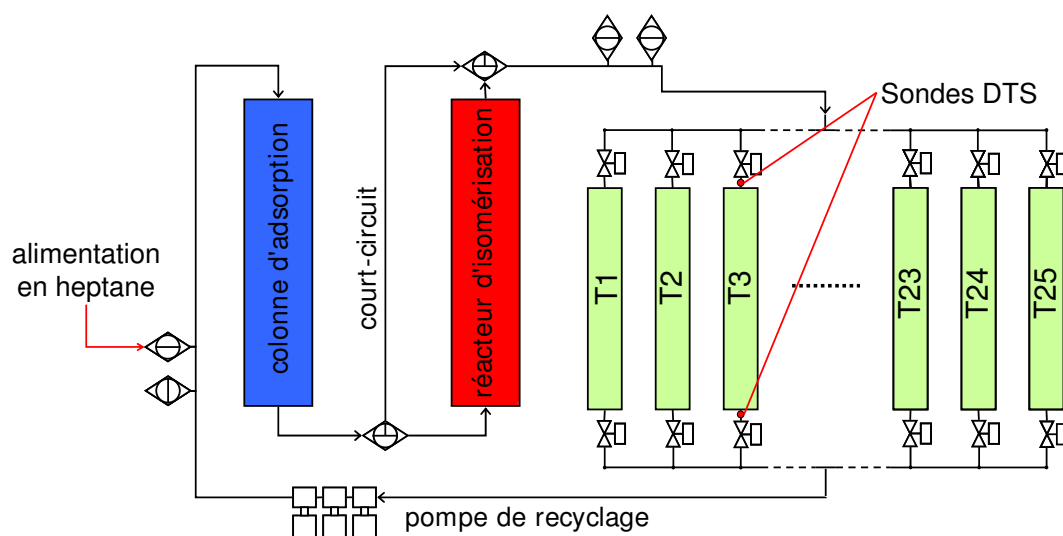 alimentation
en heptane
colonne d'adsorption
court-circuit
réacteur d'isomérisation
Sondes DTS
T1
T2
T3
T23
T24
T25
pompe de recyclage